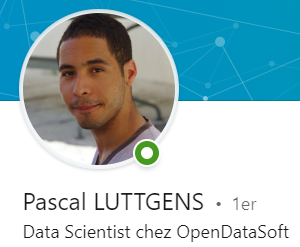 Pascal LUTTGENS • 1er
Data Scientist chez OpenDataSoft